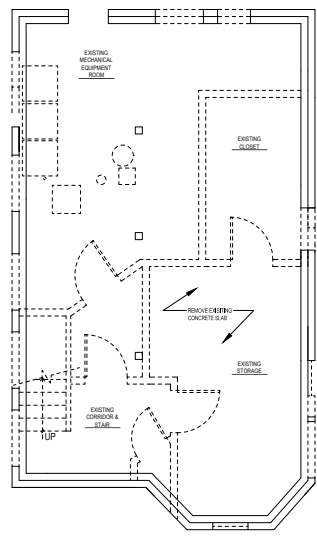 EXISTING
MECHANICAL
EQUIPMENT
ROOM
EXISTING
CLOSET
REMOVE EXISTING
CONCRETE SLAB
EXISTING
STORAGE
EXISTING
CORRIDOR &
STAIR
UP